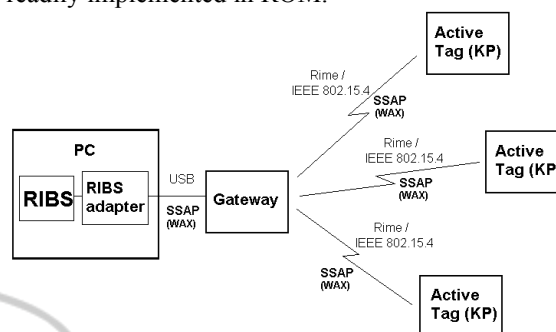 readily implemented in ROM.
Active
Tag (KP)
Rime /
IEEE 802.15.4
SSAP
(WAX)
PC
RIBS
RIBS
adapter
USB
SSAP
(WAX)
Gateway
Rime /
IEEE 802.15.4
SSAP
(WAX)
Active
Tag (KP
Rime /
IEEE 802.15.4
SSAP
(WAX)
Active
Tag (KP)